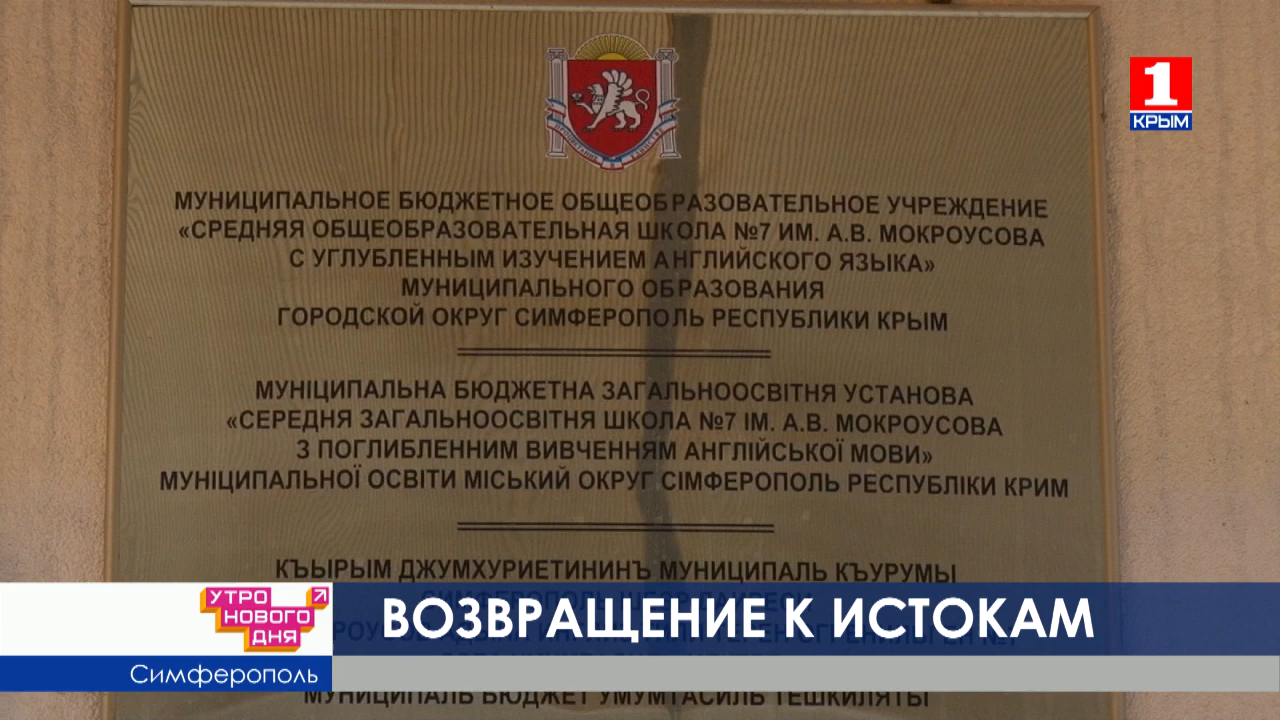 1
КРЫМ
МУНИЦИПАЛЬНОЕ БЮДЖЕТНОЕ ОБЩЕОБРАЗОВАТЕЛЬНОЕ УЧРЕЖДЕНИЕ
«СРЕДНЯЯ ОБЩЕОБРАЗОВАТЕЛЬНАЯ ШКОЛА №7 ИМ. А.В. МОКРОУСОВА
С УГЛУБЛЕННЫМ ИЗУЧЕНИЕМ АНГЛИЙСКОГО ЯЗЫКА»
МУНИЦИПАЛЬНОГО ОБРАЗОВАНИЯ
ГОРОДСКОЙ ОКРУГ СИМФЕРОПОЛЬ РЕСПУБЛИКИ КРЫМ
МУНІЦИПАЛЬНА БЮДЖЕТНА ЗАГАЛЬНООСВІТНЯ УСТАНОВА
«СЕРЕДНЯ ЗАГАЛЬНООСВІТНЯ ШКОЛА №7 ІМ. А.В. МОКРОУСОВА
З ПОГЛИБЛЕННИМ ВИВЧЕННЯМ АНГЛІЙСЬКОЇ МОВИ»
МУНІЦИПАЛЬНОЇ ОСВІТИ МІСЬКИЙ ОКРУГ СІМФЕРОПОЛЬ РЕСПУБЛІКИ КРИМ
КЪЫРЫМ ДЖУМХУРИЕТИНИНЪ МУНИЦИПАЛЬ КЪУРУМЫ
УТРО
НОВОГО
ДНЯ
ВОЗВРАЩЕНИЕ К ИСТОКАМ
Симферополь
МУНИЦИПАЛЬ БЮДЖЕТ УМУМТАСИЛЬ ТЕШКИЛЯТЫ